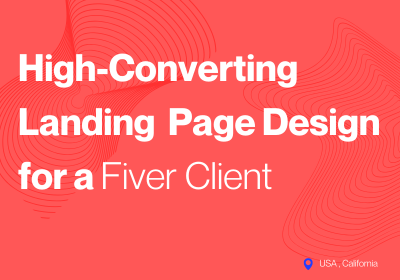 High-Converting
Landing Page Design
for a Fiver Client
USA , California